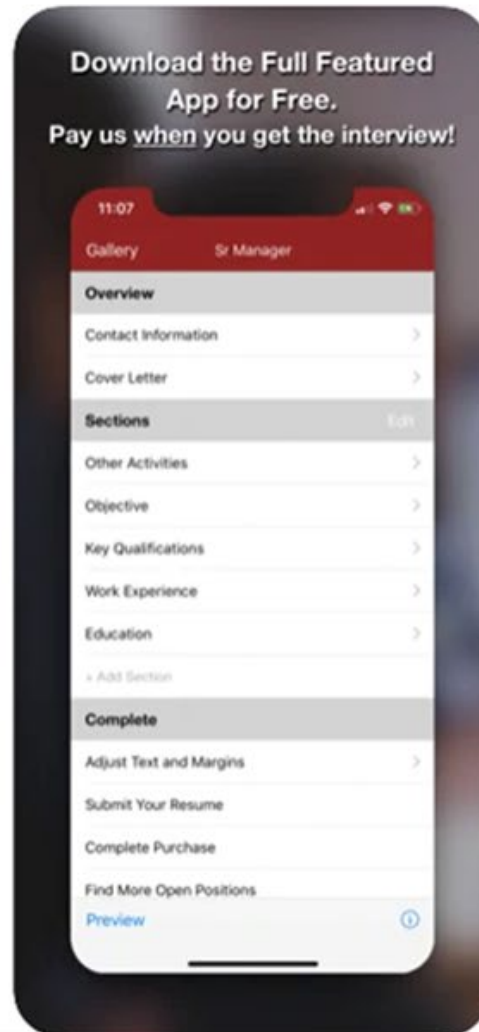 Download the Full Featured
App for Free.
Pay us when you get the interview!
11:07
Gallery Sr Manager
Overview
Contact Information
Cover Letter
Sections Edit
Other Activities
Objective
Key Qualifications
Work Experience
Education
+ Add Section
Complete
Adjust Text and Margins
Submit Your Resume
Complete Purchase
Find More Open Positions
Preview